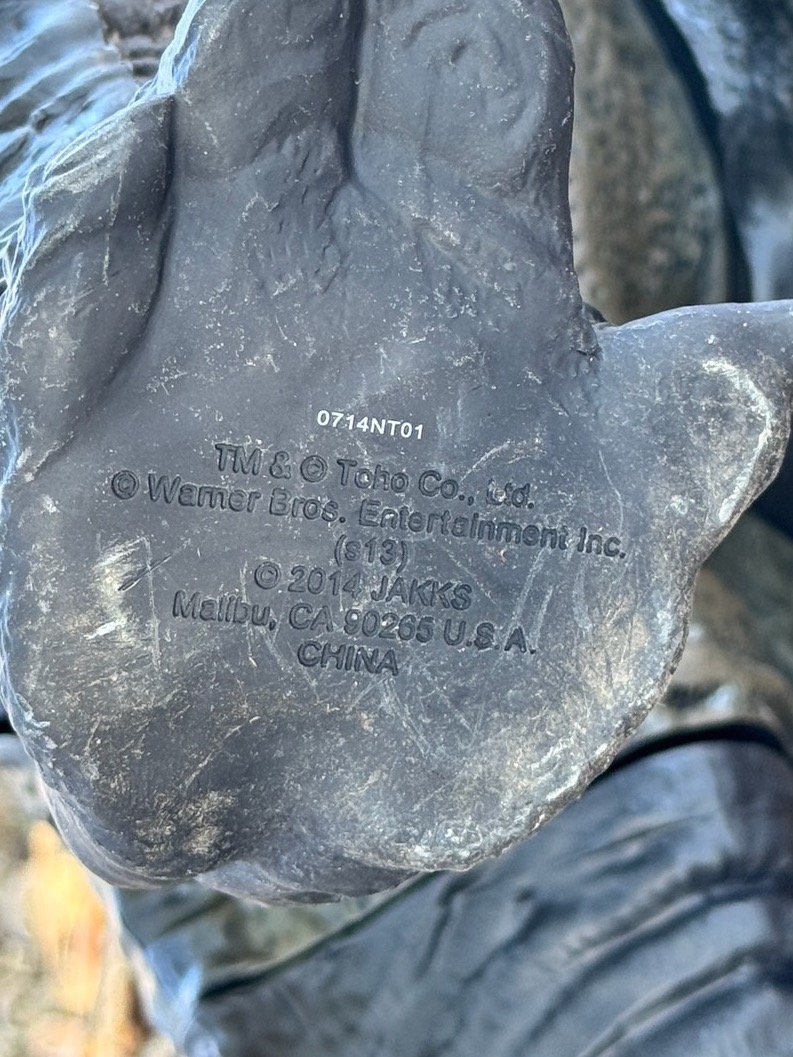 0714NT01
TM & © Toho Co., Ltd.
© Warner Bros. Entertainment Inc.
(s13)
© 2014 JAKKS
Malibu, CA 90265 U.S.A.
CHINA